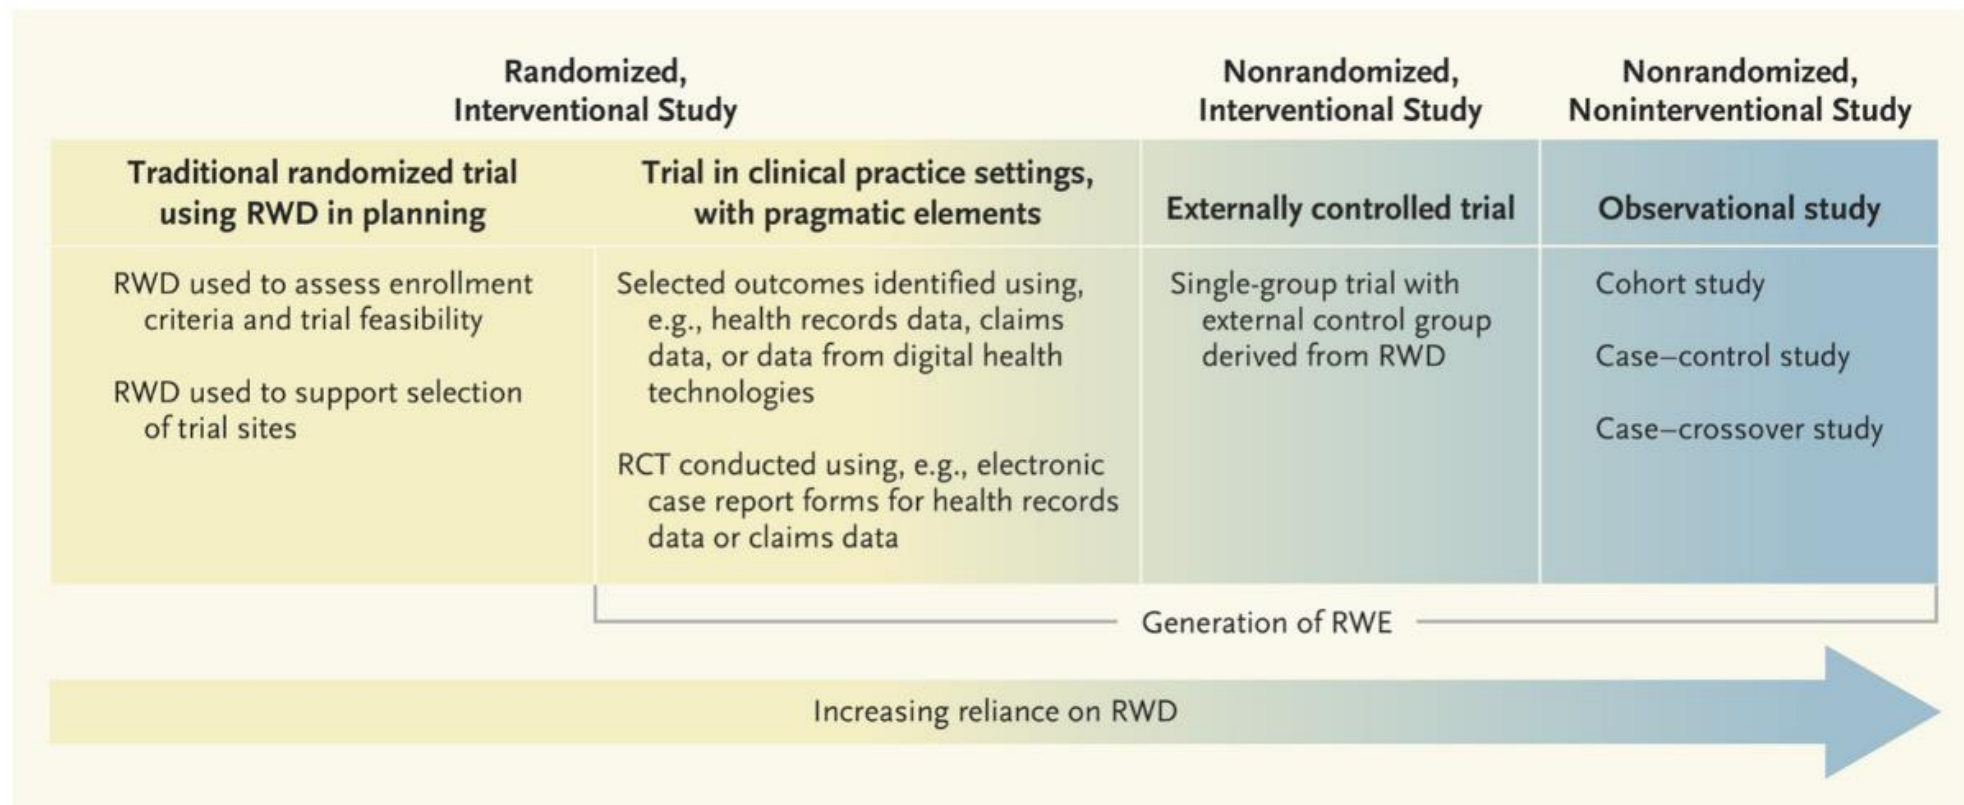 Randomized,
Interventional Study
Nonrandomized,
Interventional Study
Nonrandomized,
Noninterventional Study
Traditional randomized trial
using RWD in planning
Trial in clinical practice settings,
with pragmatic elements
Externally controlled trial
Observational study
RWD used to assess enrollment
criteria and trial feasibility
RWD used to support selection
of trial sites
Selected outcomes identified using,
e.g., health records data, claims
data, or data from digital health
technologies
RCT conducted using, e.g., electronic
case report forms for health records
data or claims data
Single-group trial with
external control group
derived from RWD
Cohort study
Case–control study
Case–crossover study
Generation of RWE
Increasing reliance on RWD